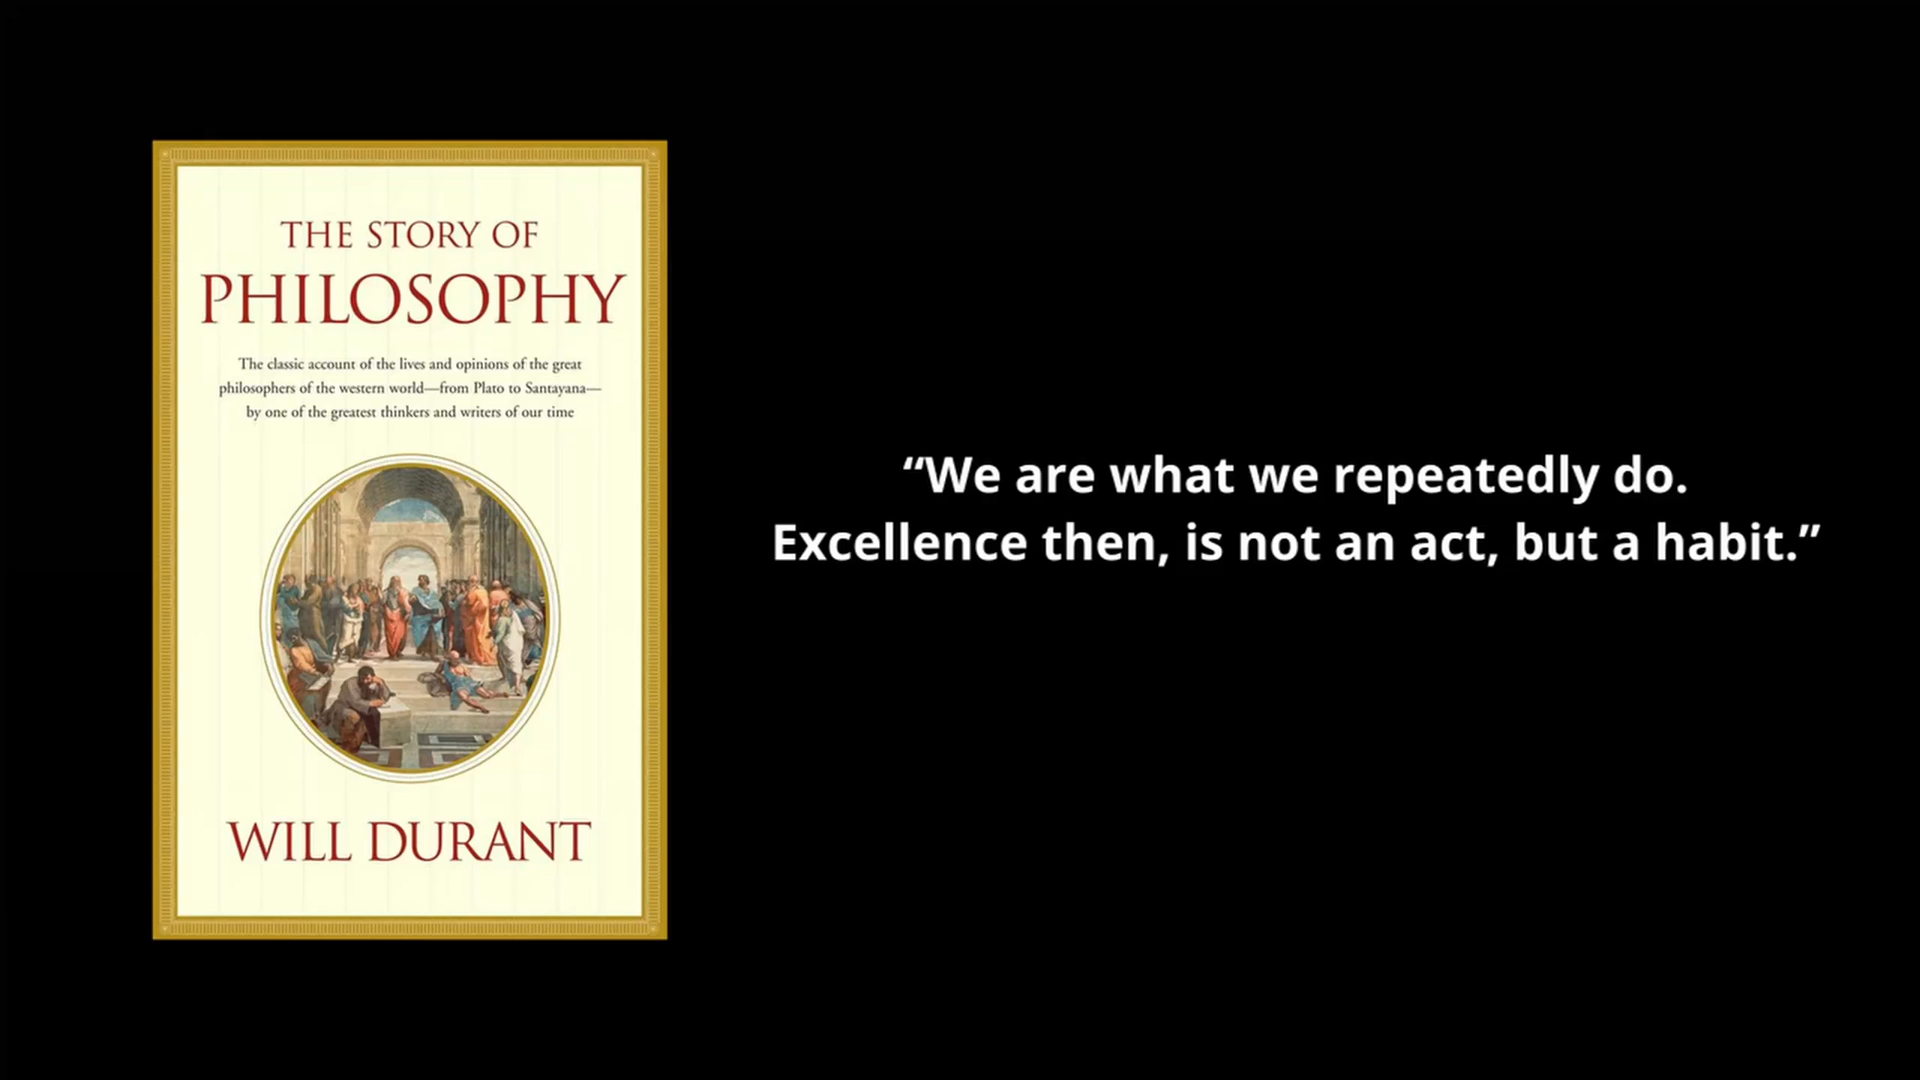 THE STORY OF
PHILOSOPHY
The classic account of the lives and opinions of the great
philosophers of the western world—from Plato to Santayana—
by one of the greatest thinkers and writers of our time
WILL DURANT
“We are what we repeatedly do.
Excellence then, is not an act, but a habit.”